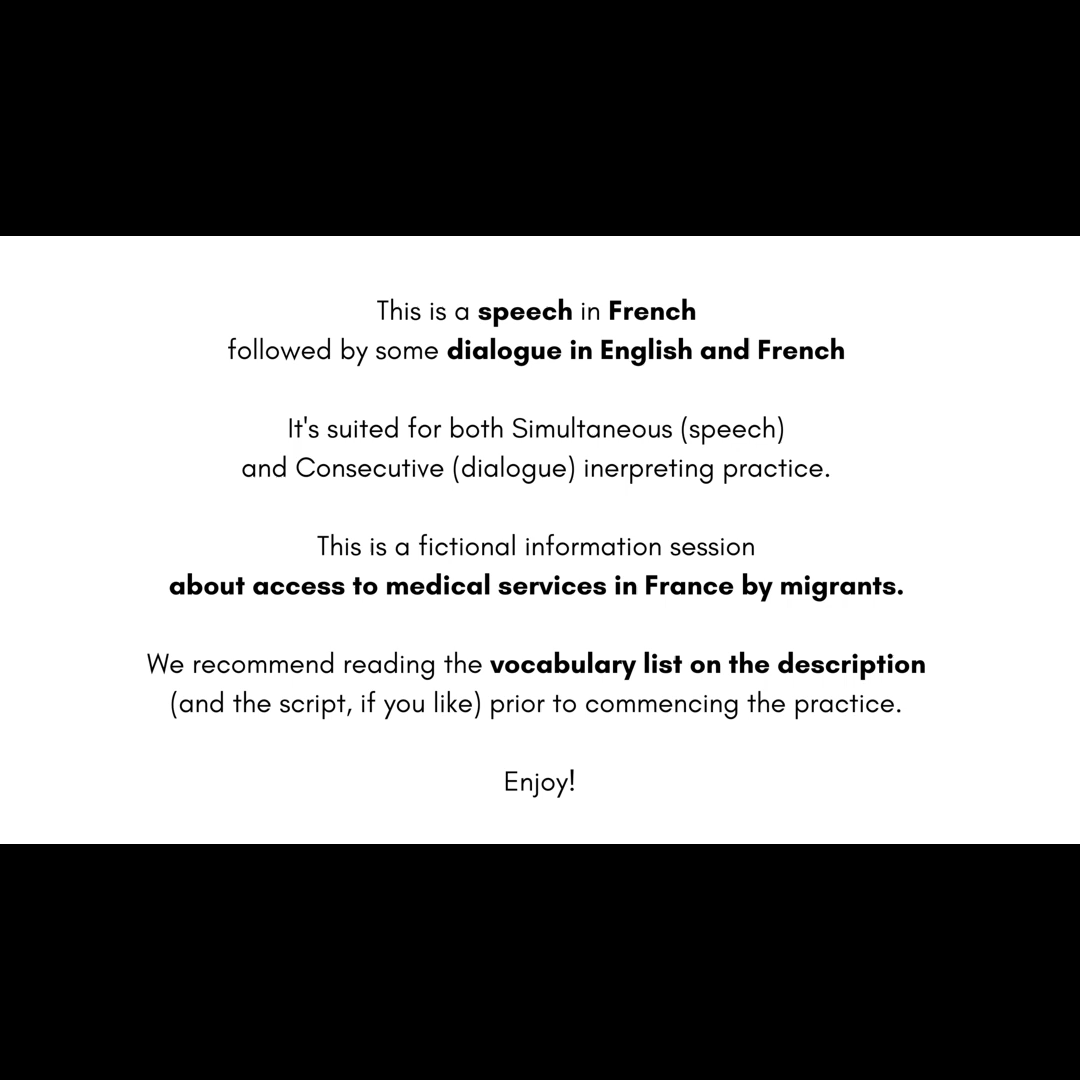 This is a speech in French
followed by some dialogue in English and French
It's suited for both Simultaneous (speech)
and Consecutive (dialogue) inerpreting practice.
This is a fictional information session
about access to medical services in France by migrants.
We recommend reading the vocabulary list on the description
(and the script, if you like) prior to commencing the practice.
Enjoy!